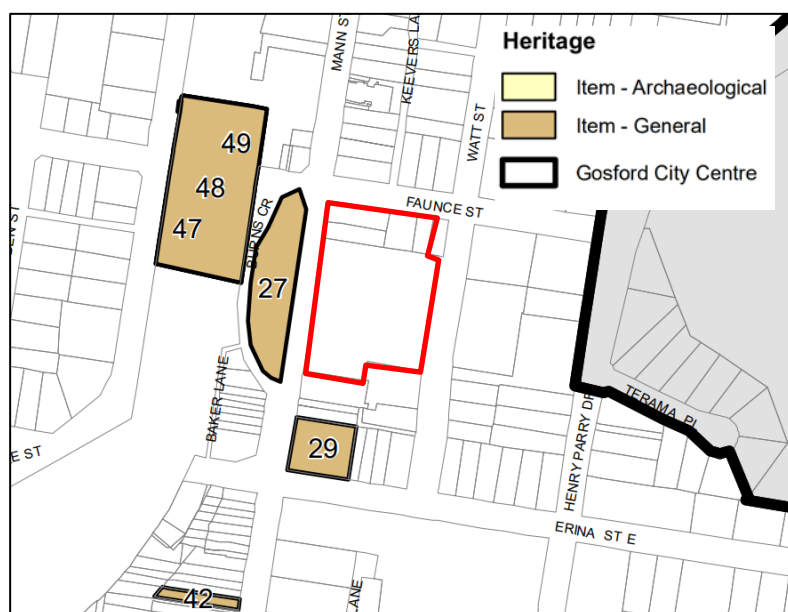 Heritage
Item - Archaeological
Item - General
Gosford City Centre
MANN ST
KEEVERS LA
WATT ST
FAUNCE ST
49
48
47
BURNS CR
27
BAKER LANE
29
HENRY PARRY DR
TERAMA PL
E ST
ERINA ST E
42
LANE